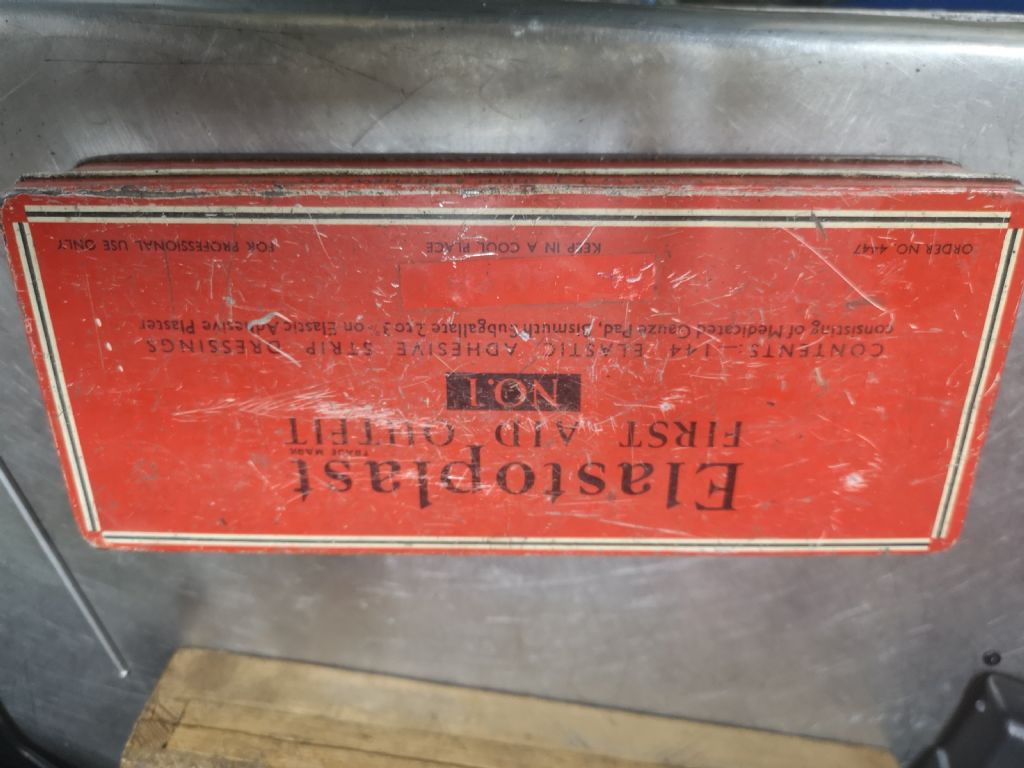 Elastoplast
TRADE MARK
FIRST AID OUTFIT
NO.1
CONTENTS:— 144 ELASTIC ADHESIVE STRIP DRESSINGS
consisting of Medicated Gauze Pad, Bismuth Subgallate 2 to 3% on Elastic Adhesive Plaster
ORDER NO. 4447 KEEP IN A COOL PLACE FOR PROFESSIONAL USE ONLY